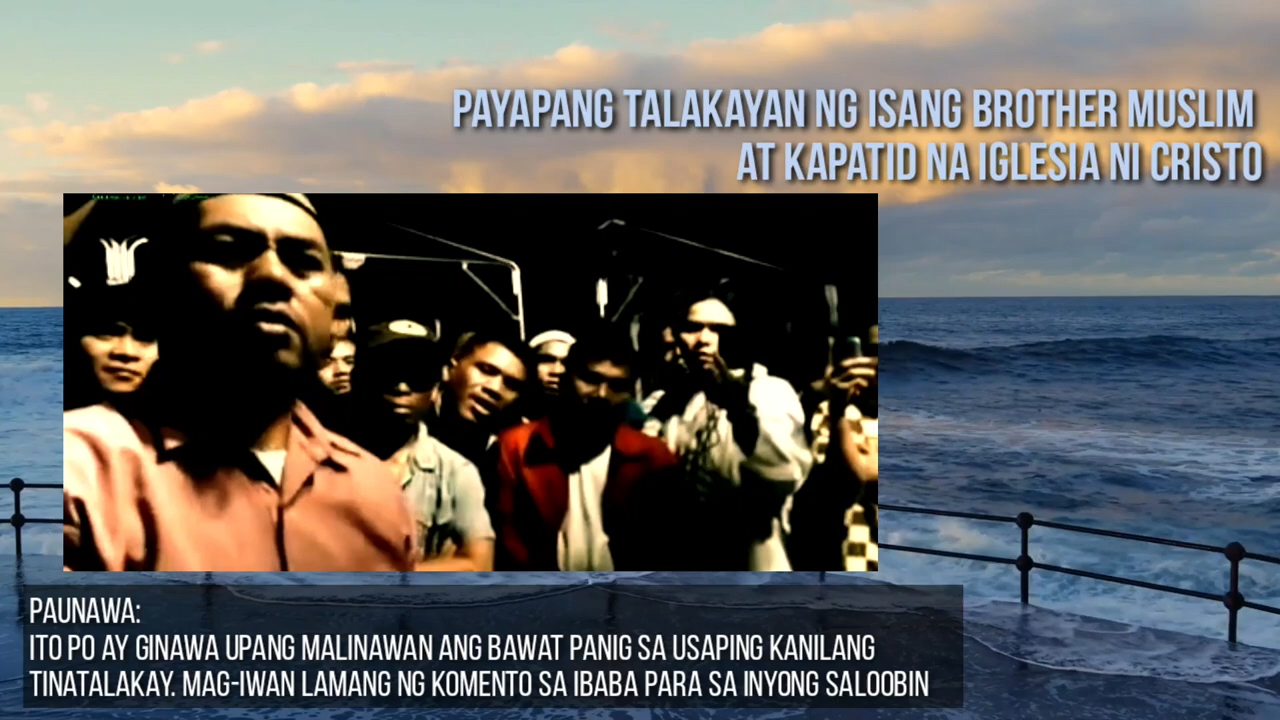 PAYAPANG TALAKAYAN NG ISANG BROTHER MUSLIM
AT KAPATID NA IGLESIA NI CRISTO
PAUNAWA:
ITO PO AY GINAWA UPANG MALINAWAN ANG BAWAT PANIG SA USAPING KANILANG
TINATALAKAY. MAG-IWAN LAMANG NG KOMENTO SA IBABA PARA SA INYONG SALOOBIN